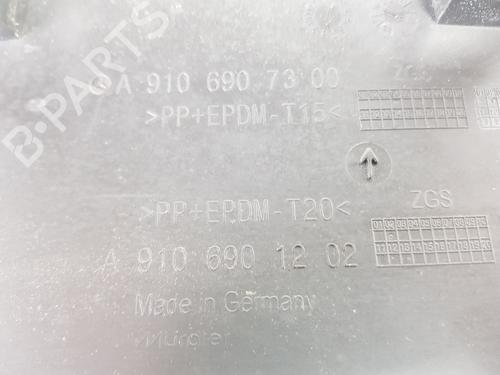 B-PARTS
A 910 690 73 00
ZGS
>PP+EPDM-T15<
>PP+EPDM-T20<
ZGS
A 910 690 12 02
Made in Germany